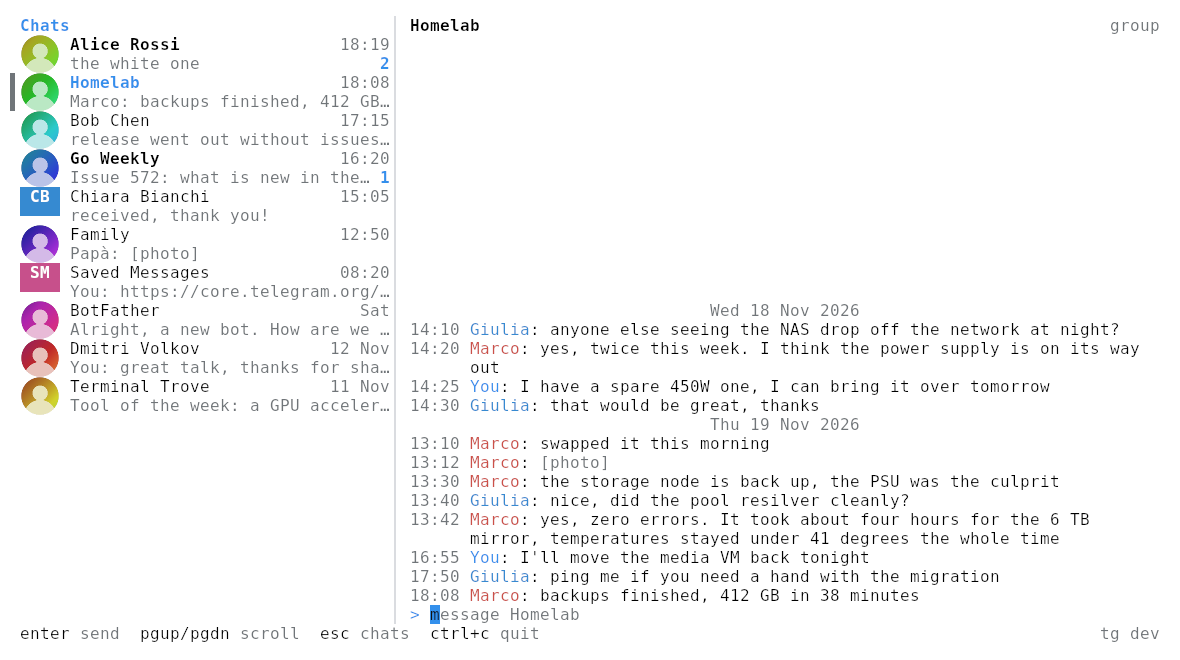 Chats
Alice Rossi 18:19
the white one 2
Homelab 18:08
Marco: backups finished, 412 GB…
Bob Chen 17:15
release went out without issues…
Go Weekly 16:20
Issue 572: what is new in the… 1
CB Chiara Bianchi 15:05
received, thank you!
Family 12:50
Papà: [photo]
SM Saved Messages 08:20
You: https://core.telegram.org/…
BotFather Sat
Alright, a new bot. How are we …
Dmitri Volkov 12 Nov
You: great talk, thanks for sha…
Terminal Trove 11 Nov
Tool of the week: a GPU acceler…
Homelab group
Wed 18 Nov 2026
14:10 Giulia: anyone else seeing the NAS drop off the network at night?
14:20 Marco: yes, twice this week. I think the power supply is on its way
out
14:25 You: I have a spare 450W one, I can bring it over tomorrow
14:30 Giulia: that would be great, thanks
Thu 19 Nov 2026
13:10 Marco: swapped it this morning
13:12 Marco: [photo]
13:30 Marco: the storage node is back up, the PSU was the culprit
13:40 Giulia: nice, did the pool resilver cleanly?
13:42 Marco: yes, zero errors. It took about four hours for the 6 TB
mirror, temperatures stayed under 41 degrees the whole time
16:55 You: I'll move the media VM back tonight
17:50 Giulia: ping me if you need a hand with the migration
18:08 Marco: backups finished, 412 GB in 38 minutes
> message Homelab
enter send pgup/pgdn scroll esc chats ctrl+c quit tg dev